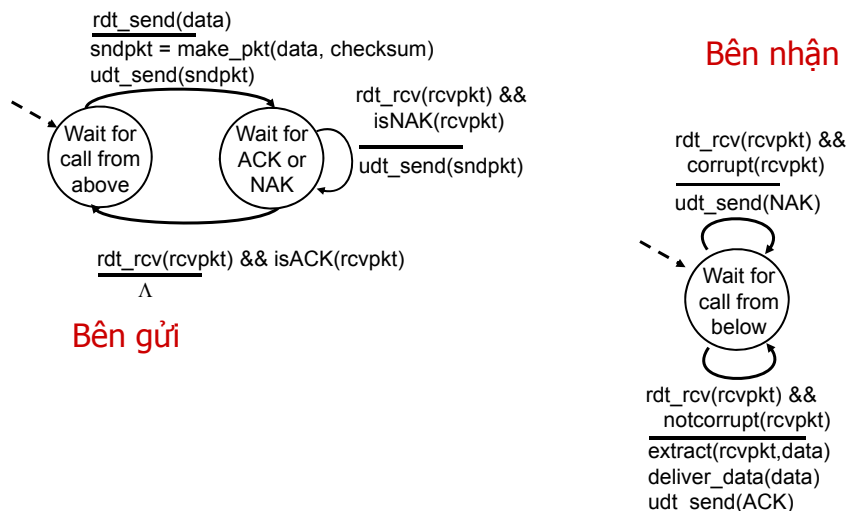 rdt_send(data)
sndpkt = make_pkt(data, checksum)
udt_send(sndpkt)
Wait for
call from
above
Wait for
ACK or
NAK
rdt_rcv(rcvpkt) &&
isNAK(rcvpkt)
udt_send(sndpkt)
rdt_rcv(rcvpkt) && isACK(rcvpkt)
Λ
Bên gửi
Bên nhận
rdt_rcv(rcvpkt) &&
corrupt(rcvpkt)
udt_send(NAK)
Wait for
call from
below
rdt_rcv(rcvpkt) &&
notcorrupt(rcvpkt)
extract(rcvpkt,data)
deliver_data(data)
udt_send(ACK)